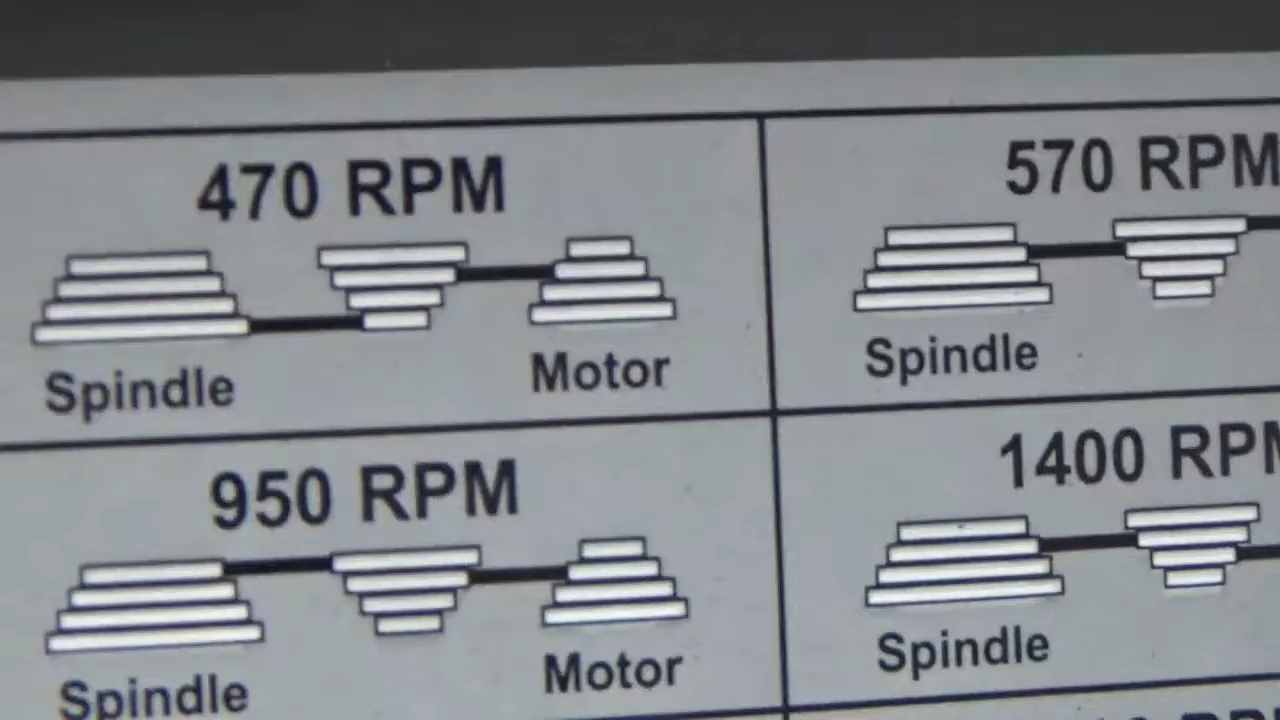 470 RPM
Spindle
Motor
570 RPM
Spindle
950 RPM
Spindle
Motor
1400 RPM
Spindle